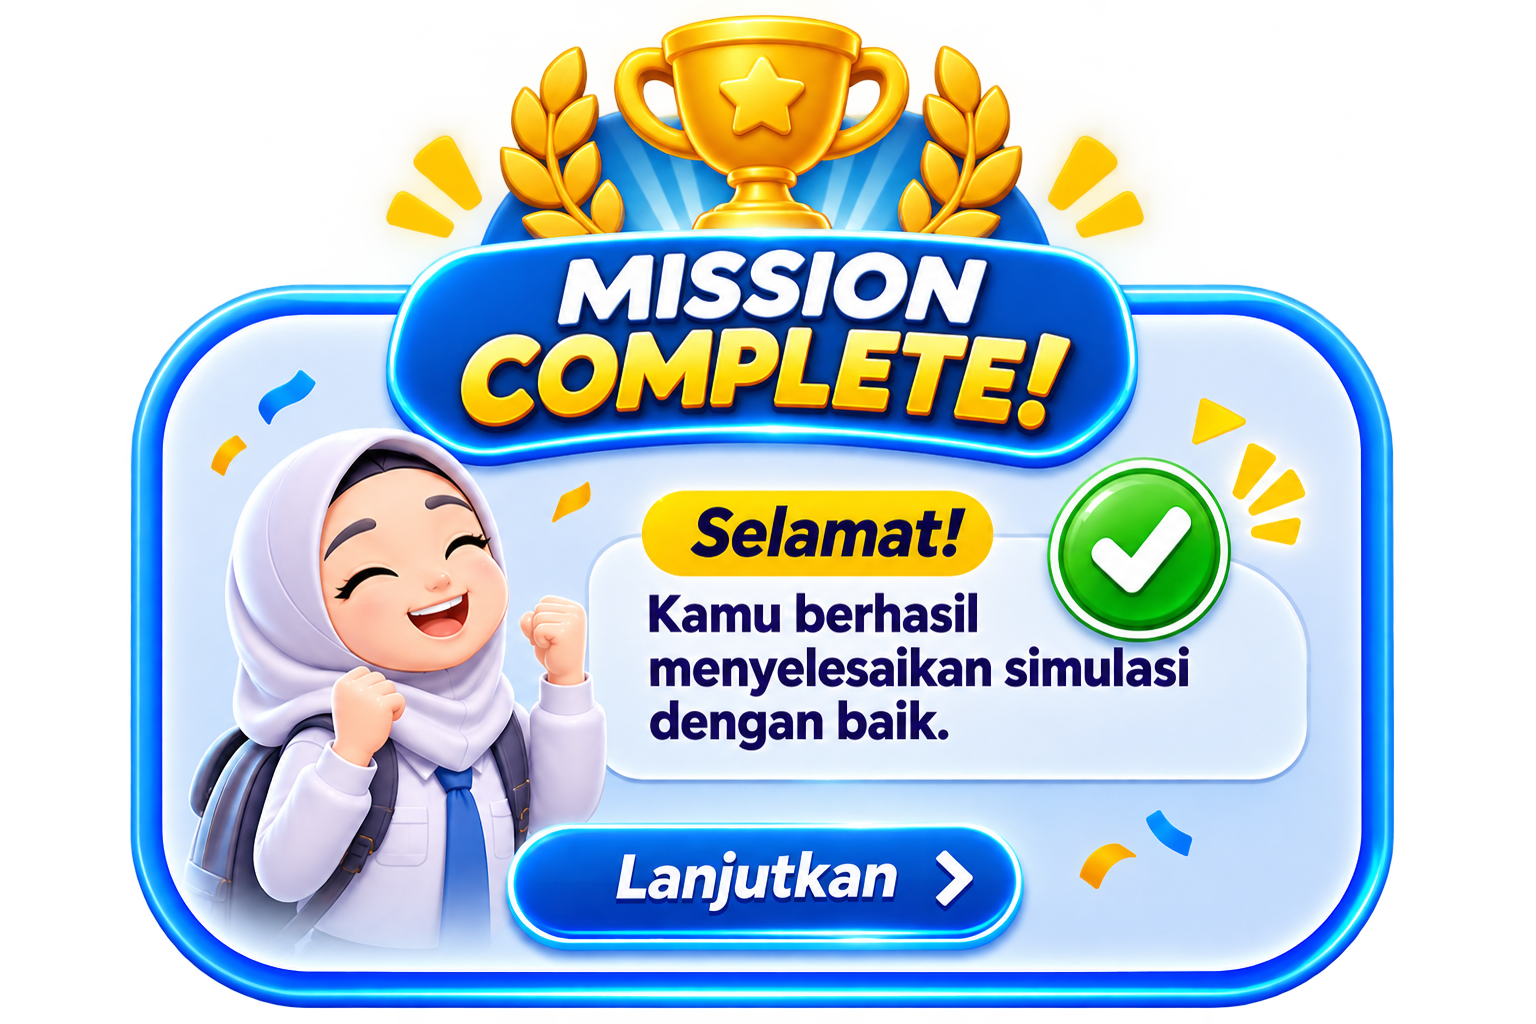 MISSION
COMPLETE!
Selamat!
Kamu berhasil
menyelesaikan simulasi
dengan baik.
Lanjutkan